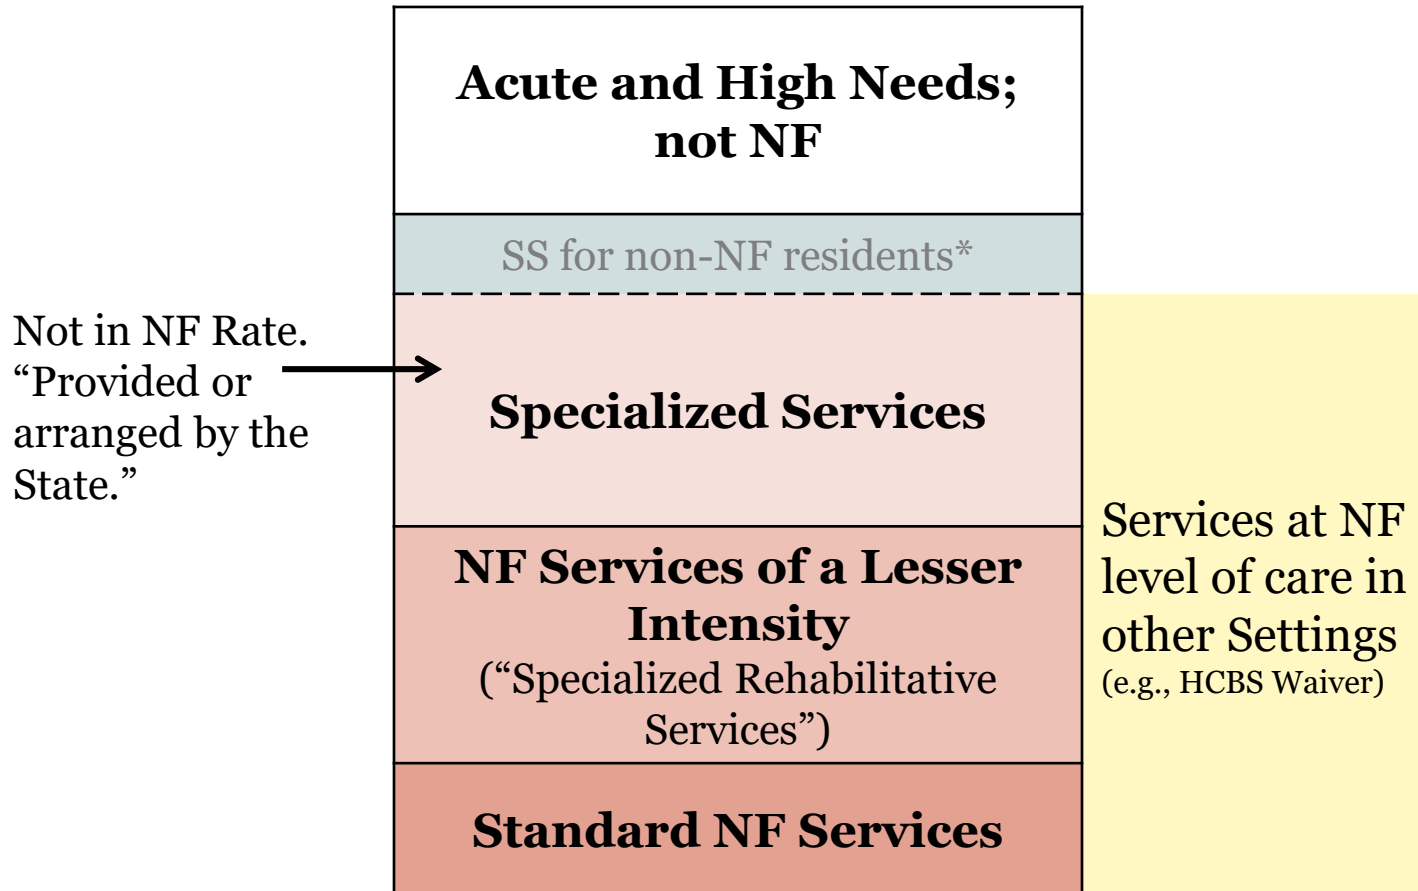 Acute and High Needs;
not NF
SS for non-NF residents*
Not in NF Rate.
“Provided or
arranged by the
State.”
Specialized Services
NF Services of a Lesser
Intensity
(“Specialized Rehabilitative
Services”)
Services at NF
level of care in
other Settings
(e.g., HCBS Waiver)
Standard NF Services